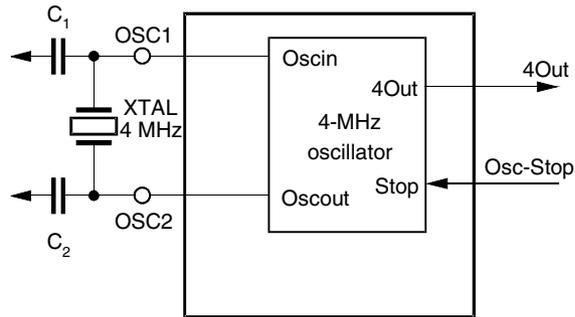 C1
OSC1
XTAL
4 MHz
OSC2
C2
Oscin
4Out
4-MHz
oscillator
Stop
Oscout
4Out
Osc-Stop